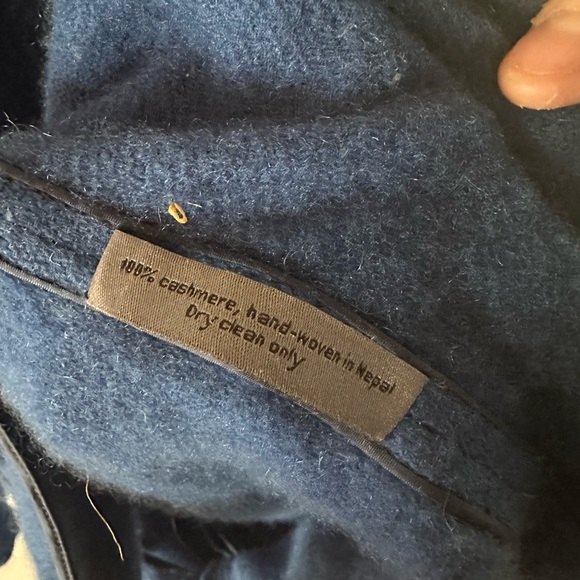 100% cashmere, hand-woven in Nepal
Dry clean only